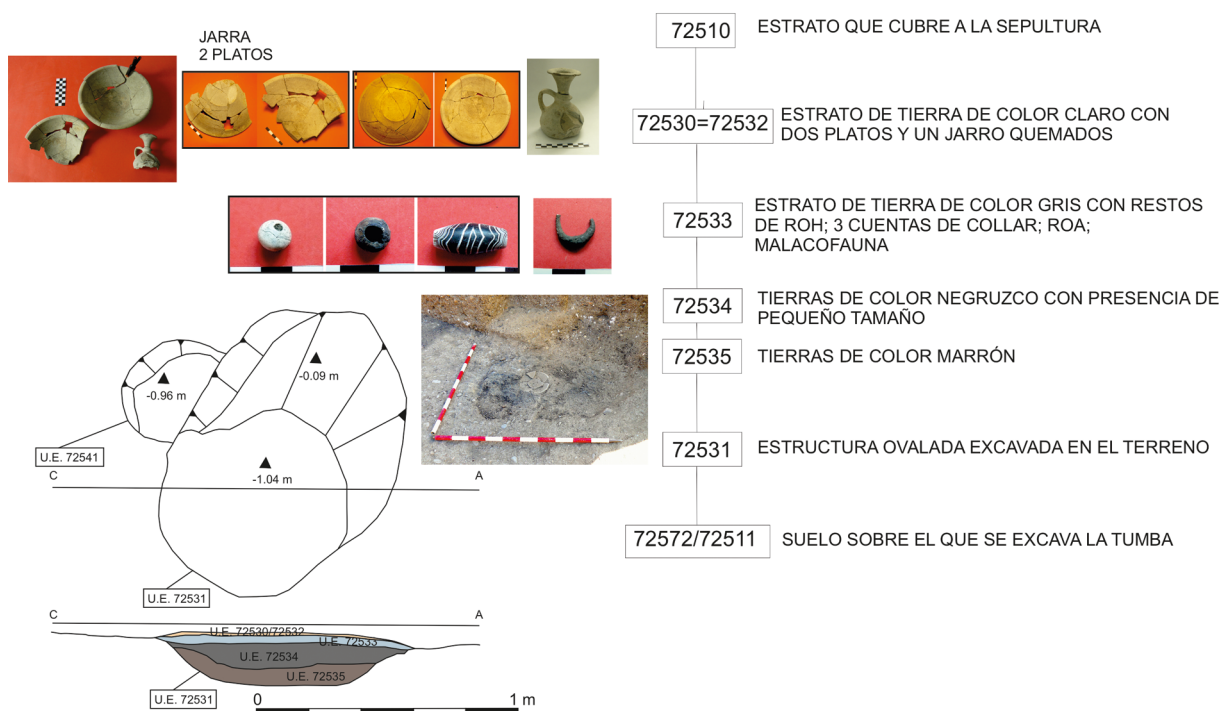 JARRA
2 PLATOS
72510
ESTRATO QUE CUBRE A LA SEPULTURA
72530=72532
ESTRATO DE TIERRA DE COLOR CLARO CON
DOS PLATOS Y UN JARRO QUEMADOS
72533
ESTRATO DE TIERRA DE COLOR GRIS CON RESTOS
DE ROH; 3 CUENTAS DE COLLAR; ROA;
MALACOFAUNA
72534
TIERRAS DE COLOR NEGRUZCO CON PRESENCIA DE
PEQUEÑO TAMAÑO
72535
TIERRAS DE COLOR MARRÓN
72531
ESTRUCTURA OVALADA EXCAVADA EN EL TERRENO
72572/72511
SUELO SOBRE EL QUE SE EXCAVA LA TUMBA
-0.09 m
-0.96 m
U.E. 72541
-1.04 m
C
A
U.E. 72531
C
A
U.E. 72530/72532
U.E. 72533
U.E. 72534
U.E. 72535
U.E. 72531
0
1 m